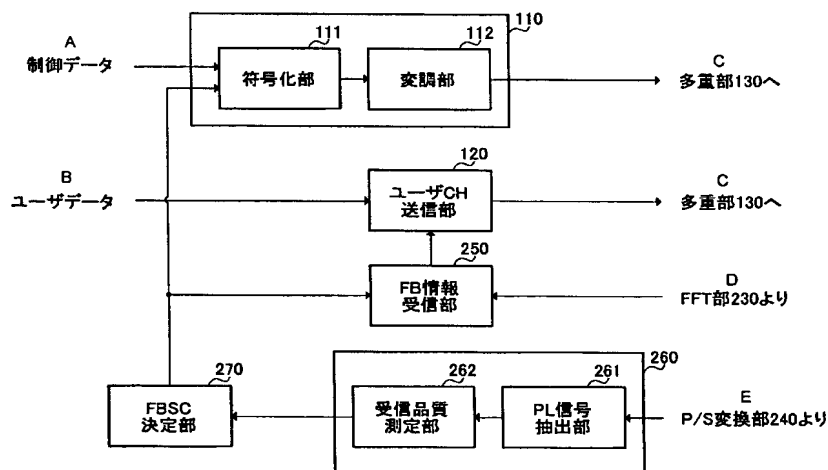 110
111
112
A
制御データ
符号化部
変調部
C
多重部130へ
120
B
ユーザデータ
ユーザCH
送信部
C
多重部130へ
250
FB情報
受信部
D
FFT部230より
270
262
261
260
FBSC
決定部
受信品質
測定部
PL信号
抽出部
E
P/S変換部240より